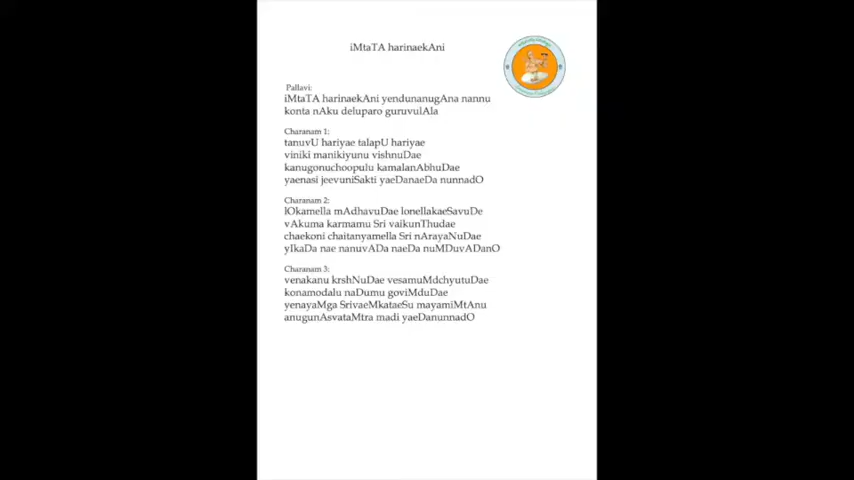 iMtaTA harinaekAni
Pallavi:
iMtaTA harinaekAni yendunanugAna nannu
konta nAku deluparo guruvulAla
Charanam 1:
tanuvU hariyae talapU hariyae
viniki manikiyunu vishnuDae
kanugonuchoopulu kamalanAbhuDae
yaenasi jeevuniSakti yaeDanaeDa nunnadO
Charanam 2:
lOkamella mAdhavuDae lonellakaeSavuDe
vAkuma karmamu Sri vaikunThudae
chaekoni chaitanyamella Sri nArayaNuDae
yIkaDa nae nanuvADa naeDa nuMDuvADanO
Charanam 3:
venakanu krshNuDae vesamuMdchyutuDae
konamodalu naDumu goviMduDae
yenayaMga SrivaeMkataeSu mayamiMtAnu
anugunAsvataMtra madi yaeDanunnadO